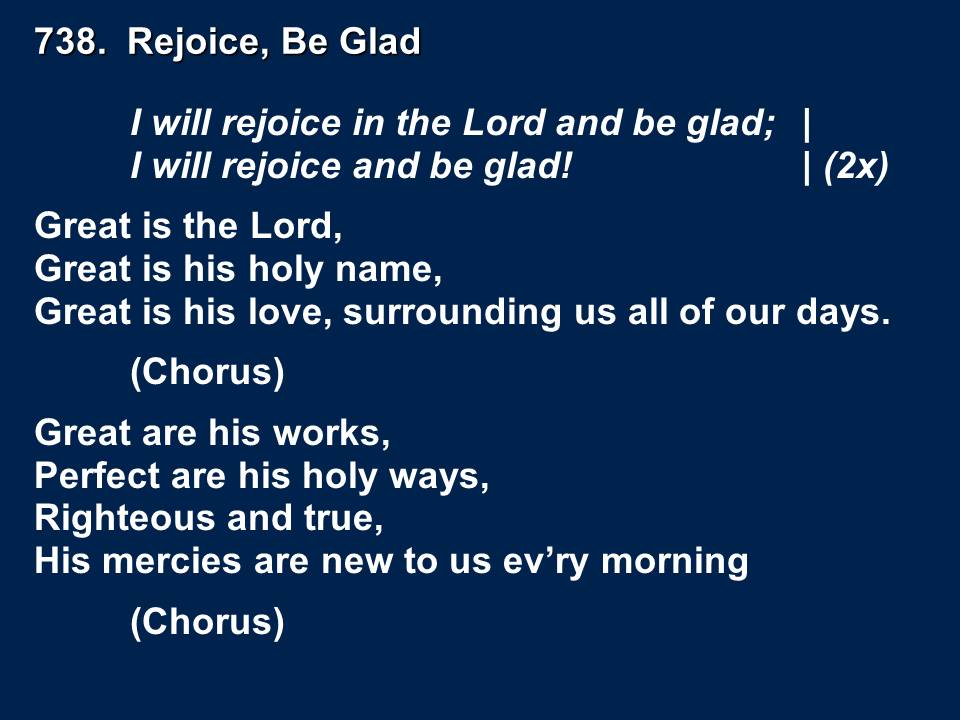 738.  Rejoice, Be Glad
I will rejoice in the Lord and be glad; |
I will rejoice and be glad! | (2x)
Great is the Lord,
Great is his holy name,
Great is his love, surrounding us all of our days.
(Chorus)
Great are his works,
Perfect are his holy ways,
Righteous and true,
His mercies are new to us ev’ry morning
(Chorus)